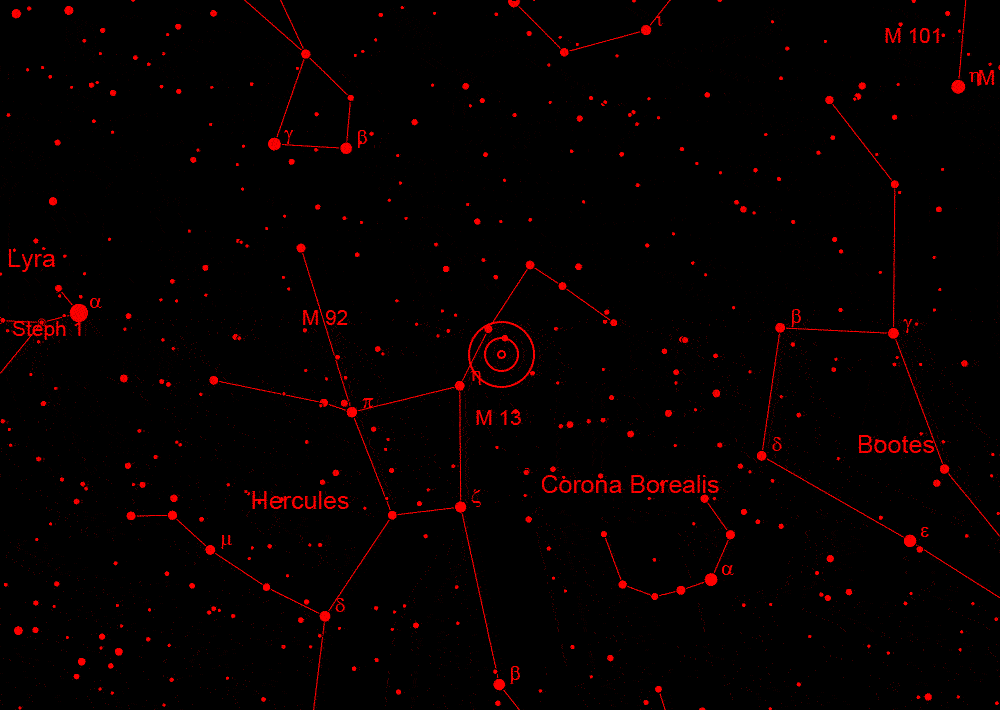 ι
M 101
η M
γ
β
Lyra
α
Steph 1
M 92
β
γ
π
η
M 13
δ
Bootes
Hercules
ζ
Corona Borealis
μ
ε
α
δ
β